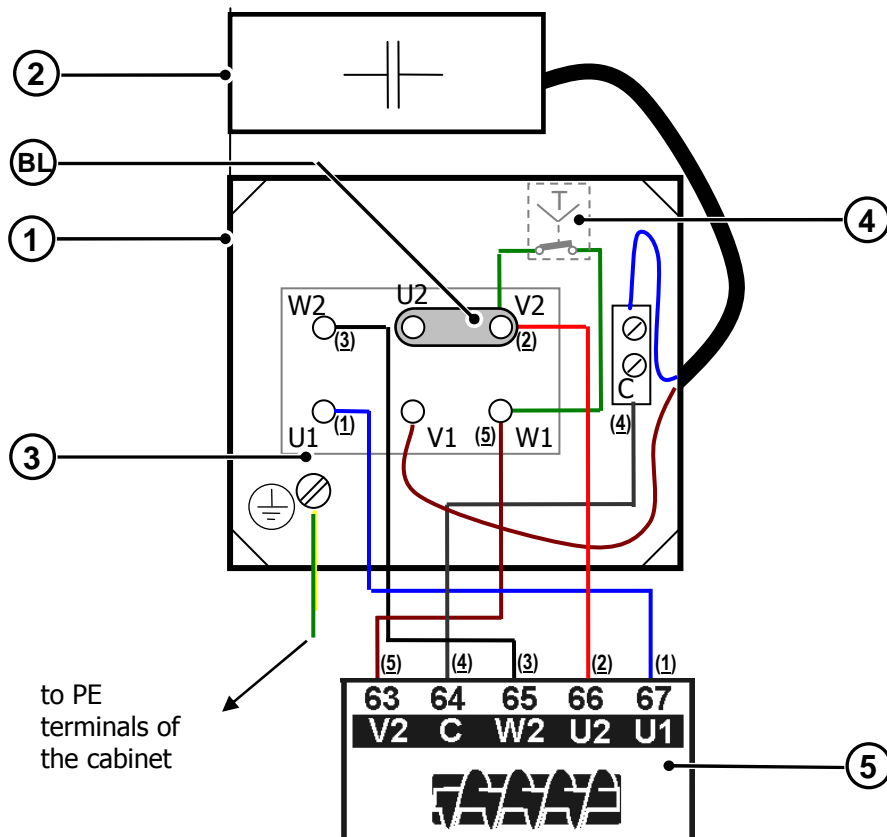 2
BL
1
4
T
W2
U2
V2
(3)
(2)
C
(1)
(5)
(4)
U1
V1
W1
3
(5)
(4)
(3)
(2)
(1)
63 64 65 66 67
V2 C W2 U2 U1
to PE
terminals of
the cabinet
5